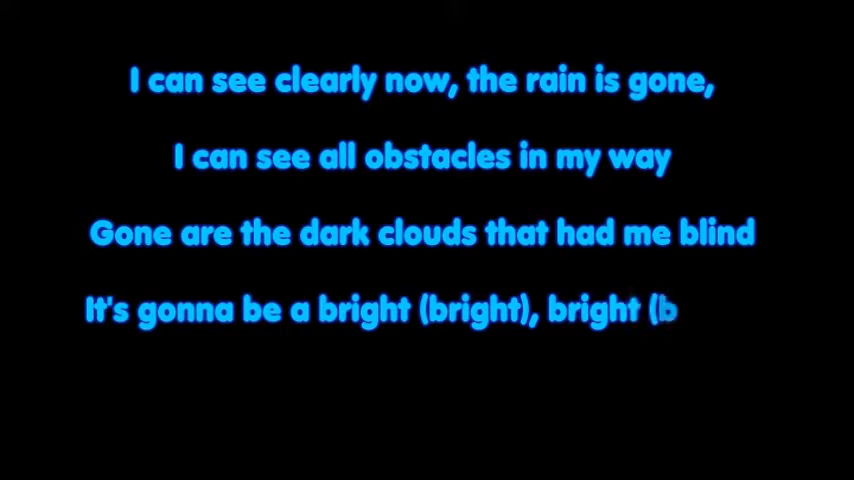 I can see clearly now, the rain is gone,
I can see all obstacles in my way
Gone are the dark clouds that had me blind
It's gonna be a bright (bright), bright (b